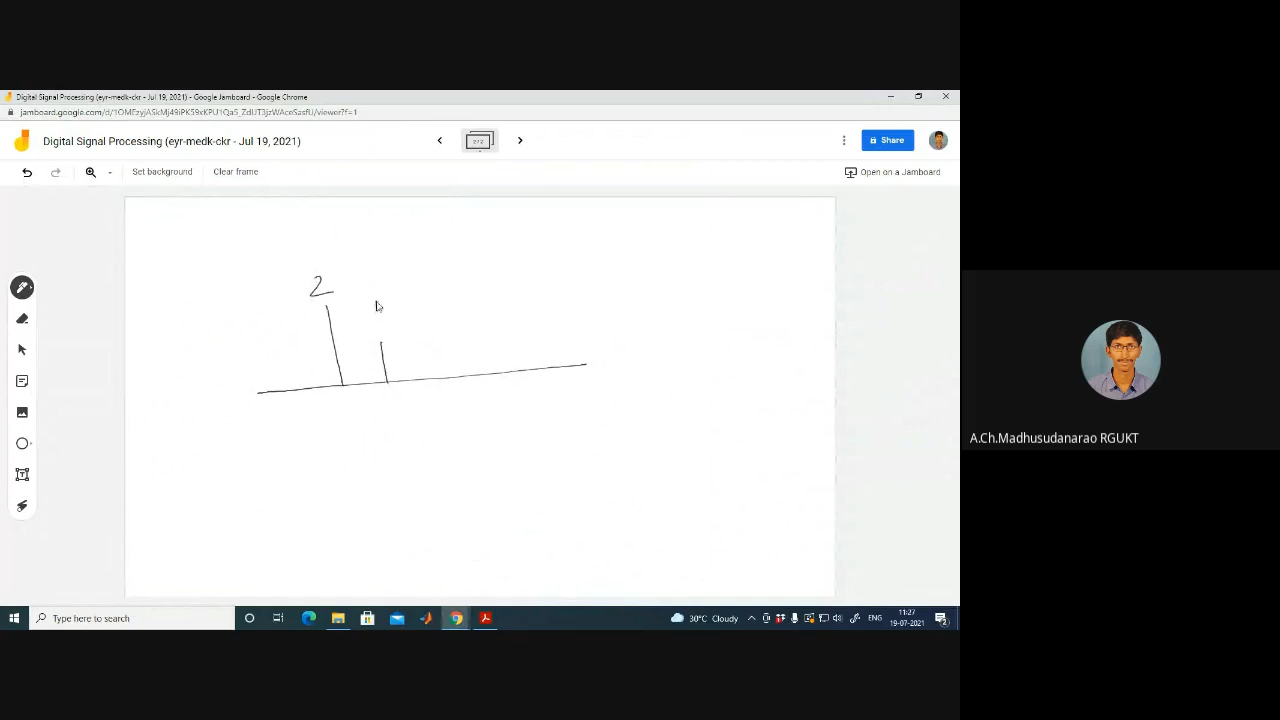 Digital Signal Processing (eyr-medk-ckr - Jul 19, 2021) - Google Jamboard - Google Chrome
Digital Signal Processing (eyr-medk-ckr - Jul 19, 2021)
2 / 2
Share
Set background
Clear frame
Open on a Jamboard
2
A.Ch.Madhusudanarao RGUKT
Type here to search
30°C Cloudy
ENG
11:27
19-07-2021